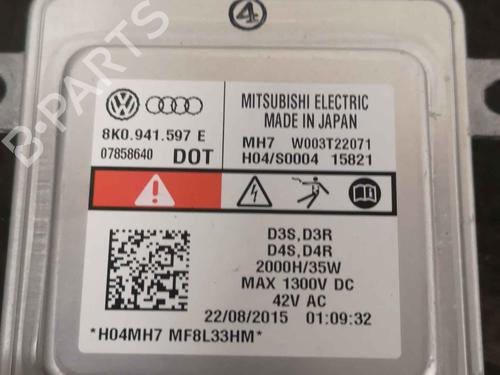 4
B-PARTS
8K0.941.597 E
07858640 DOT
MITSUBISHI ELECTRIC
MADE IN JAPAN
MH7 W003T22071
H04/S0004 15821
D3S,D3R
D4S,D4R
2000H/35W
MAX 1300V DC
42V AC
22/08/2015 01:09:32
*H04MH7 MF8L33HM*